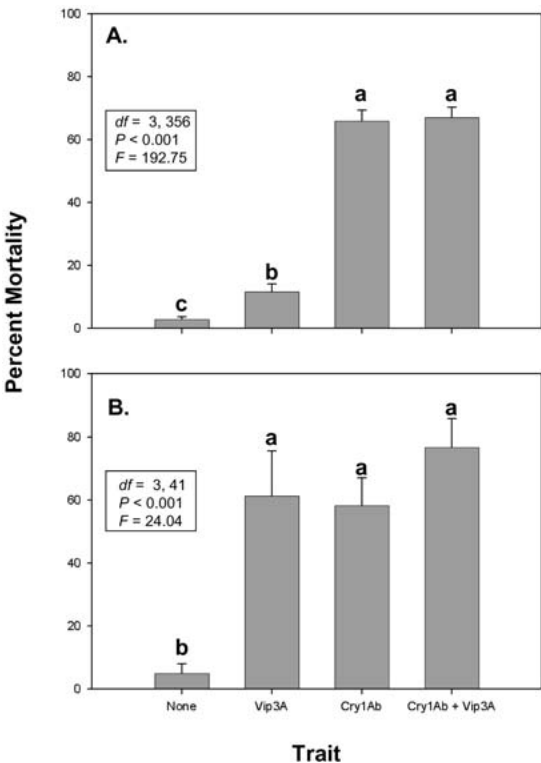 Percent Mortality
A.
100
80
60
40
20
0
df = 3, 356
P < 0.001
F = 192.75
c
b
a
a
B.
100
80
60
40
20
0
df = 3, 41
P < 0.001
F = 24.04
b
a
a
a
None
Vip3A
Cry1Ab
Cry1Ab + Vip3A
Trait